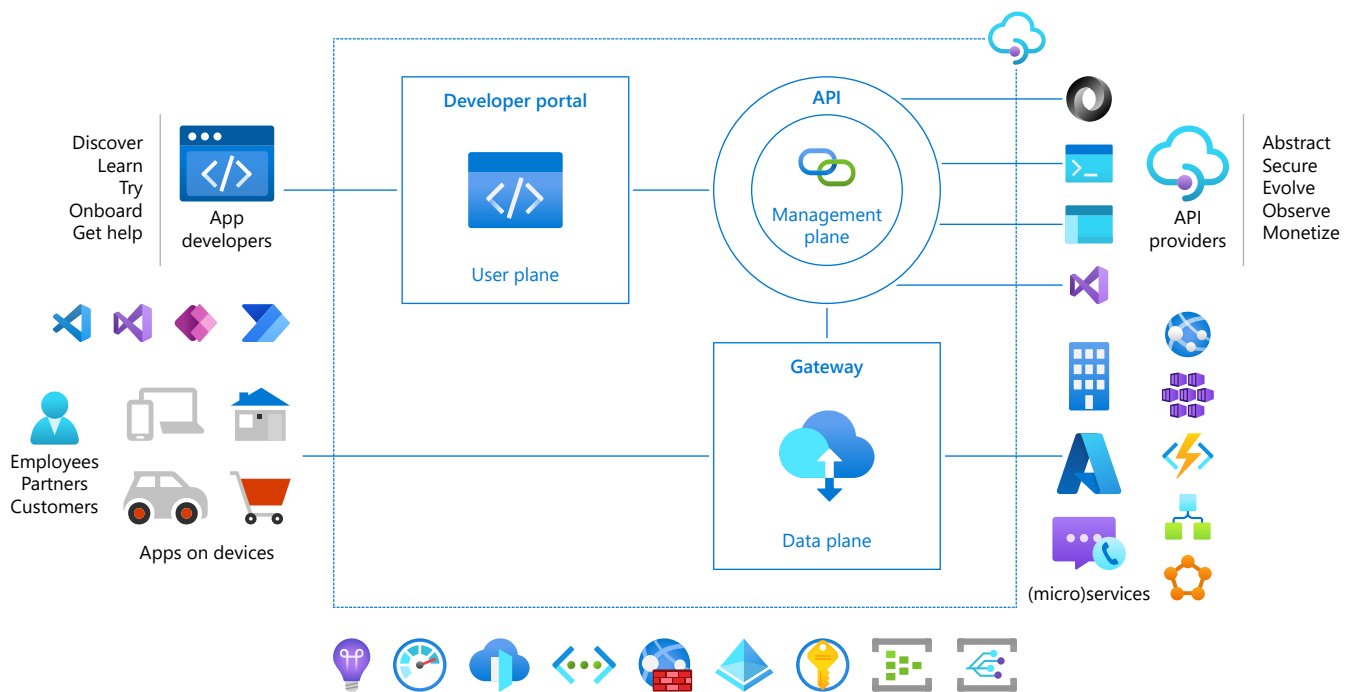 Discover
Learn
Try
Onboard
Get help
App
developers
Developer portal
User plane
API
Management
plane
API
providers
Abstract
Secure
Evolve
Observe
Monetize
Employees
Partners
Customers
Apps on devices
Gateway
Data plane
(micro)services